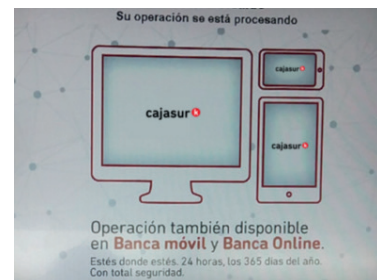 Su operación se está procesando
cajasur
cajasur
cajasur
Operación también disponible
en Banca móvil y Banca Online.
Estés donde estés. 24 horas, los 365 días del año.
Con total seguridad.